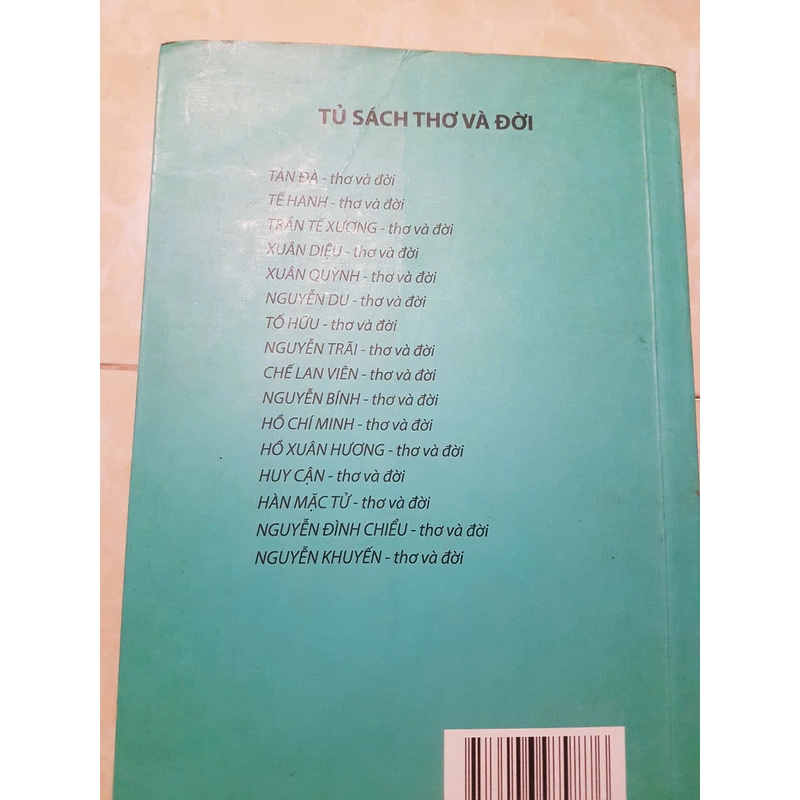 TỦ SÁCH THƠ VÀ ĐỜI
TẢN ĐÀ - thơ và đời
TẾ HANH - thơ và đời
TRẦN TẾ XƯƠNG - thơ và đời
XUÂN DIỆU - thơ và đời
XUÂN QUỲNH - thơ và đời
NGUYỄN DU - thơ và đời
TỐ HỮU - thơ và đời
NGUYỄN TRÃI - thơ và đời
CHẾ LAN VIÊN - thơ và đời
NGUYỄN BÍNH - thơ và đời
HỒ CHÍ MINH - thơ và đời
HỒ XUÂN HƯƠNG - thơ và đời
HUY CẬN - thơ và đời
HÀN MẶC TỬ - thơ và đời
NGUYỄN ĐÌNH CHIỂU - thơ và đời
NGUYỄN KHUYẾN - thơ và đời